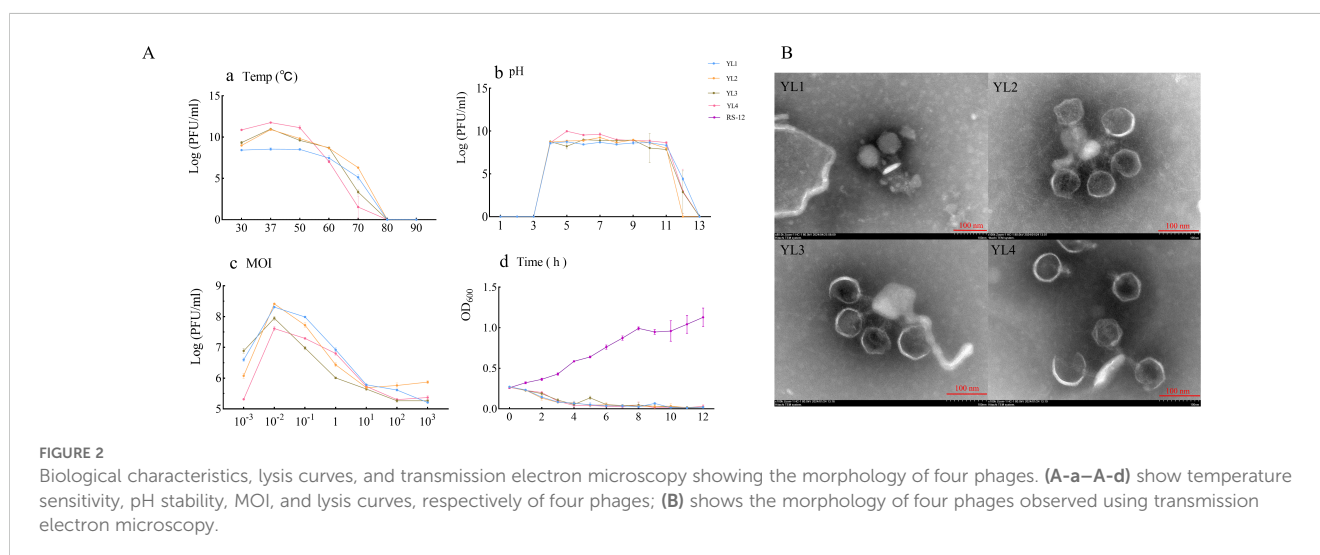 A
B
a Temp (℃)
Log (PFU/ml)
15
10
5
0
30 37 50 60 70 80 90
b pH
Log (PFU/ml)
15
10
5
0
1 3 5 7 9 11 13
YL1
YL2
YL3
YL4
RS-12
c MOI
Log (PFU/ml)
9
8
7
6
5
10⁻³ 10⁻² 10⁻¹ 1 10¹ 10² 10³
d Time ( h )
OD₆₀₀
1.5
1.0
0.5
0.0
0 2 4 6 8 10 12
YL1
100 nm
YL2
100 nm
YL3
100 nm
YL4
100 nm
FIGURE 2
Biological characteristics, lysis curves, and transmission electron microscopy showing the morphology of four phages. (A-a–A-d) show temperature
sensitivity, pH stability, MOI, and lysis curves, respectively of four phages; (B) shows the morphology of four phages observed using transmission
electron microscopy.